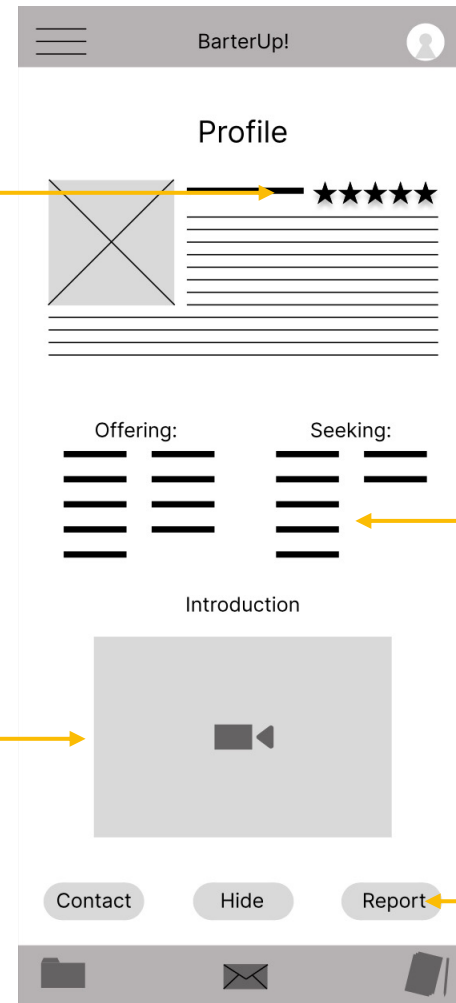 BarterUp!
Profile
Offering: Seeking:
Introduction
Contact Hide Report